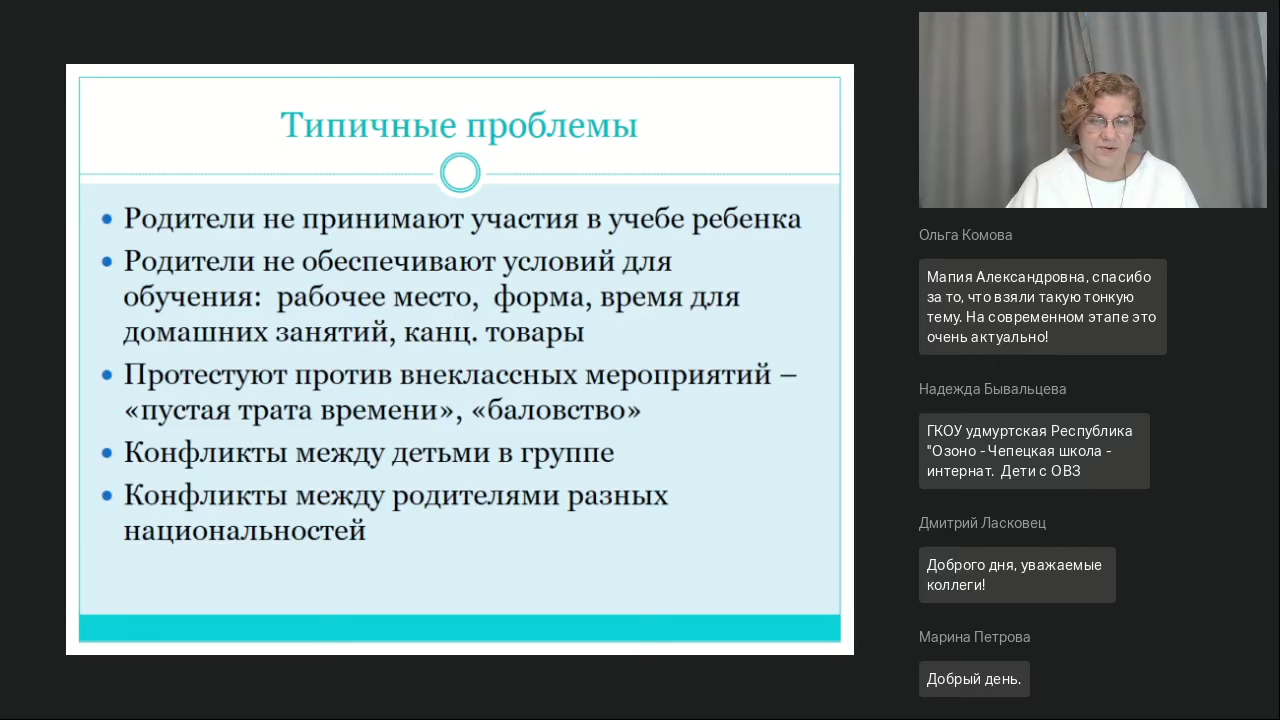 Типичные проблемы
Родители не принимают участия в учебе ребенка
Родители не обеспечивают условий для
обучения: рабочее место, форма, время для
домашних занятий, канц. товары
Протестуют против внеклассных мероприятий –
«пустая трата времени», «баловство»
Конфликты между детьми в группе
Конфликты между родителями разных
национальностей
Ольга Комова
Мапия Александровна, спасибо
за то, что взяли такую тонкую
тему. На современном этапе это
очень актуально!
Надежда Бывальцева
ГКОУ удмуртская Республика
"Озоно - Чепецкая школа -
интернат. Дети с ОВЗ
Дмитрий Ласковец
Доброго дня, уважаемые
коллеги!
Марина Петрова
Добрый день.